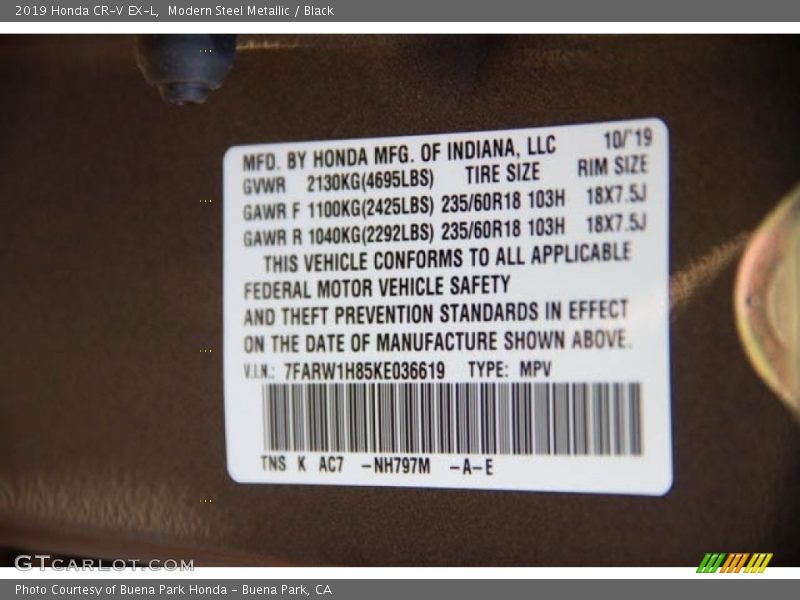 2019 Honda CR-V EX-L, Modern Steel Metallic / Black
MFD. BY HONDA MFG. OF INDIANA, LLC 10/'19
GVWR 2130KG(4695LBS) TIRE SIZE RIM SIZE
GAWR F 1100KG(2425LBS) 235/60R18 103H 18X7.5J
GAWR R 1040KG(2292LBS) 235/60R18 103H 18X7.5J
THIS VEHICLE CONFORMS TO ALL APPLICABLE
FEDERAL MOTOR VEHICLE SAFETY
AND THEFT PREVENTION STANDARDS IN EFFECT
ON THE DATE OF MANUFACTURE SHOWN ABOVE.
V.I.N.: 7FARW1H85KE036619 TYPE: MPV
TNS K AC7 -NH797M -A-E
GTCARLOT.COM
Photo Courtesy of Buena Park Honda - Buena Park, CA